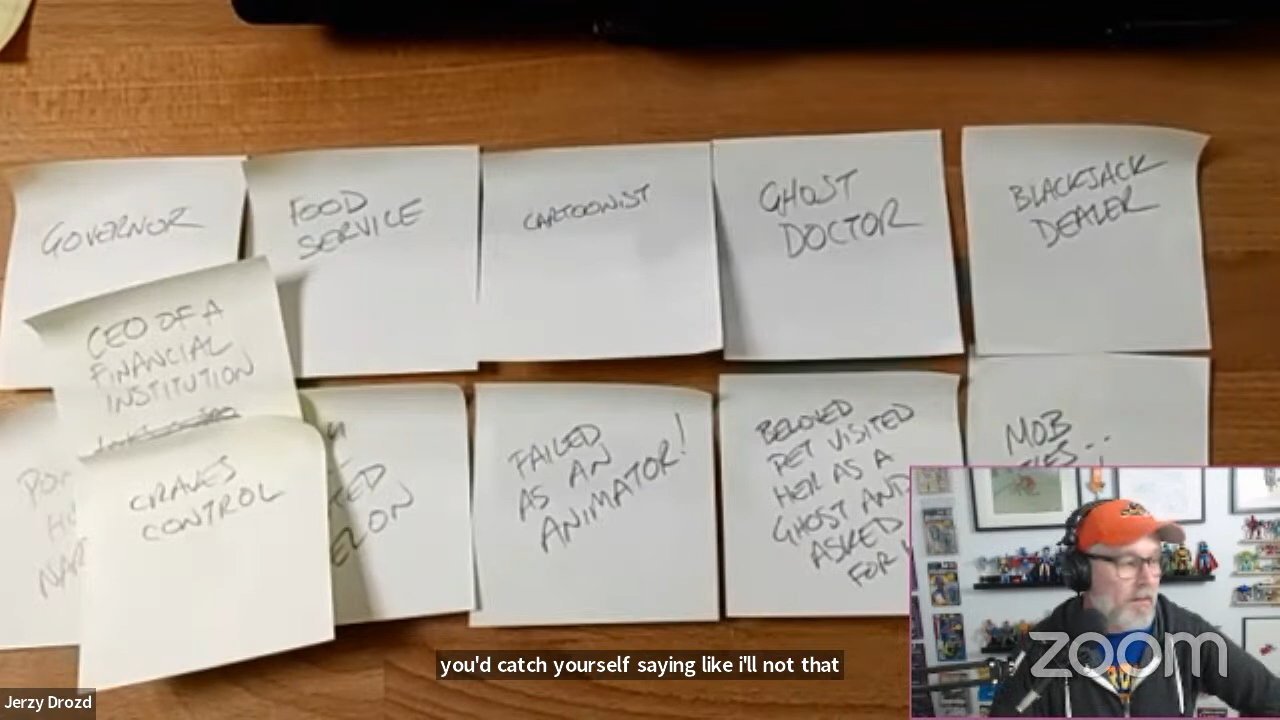 GOVERNOR
FOOD
SERVICE
CARTOONIST
GHOST
DOCTOR
BLACKJACK
DEALER
CEO OF A
FINANCIAL
INSTITUTION
CRAVES
CONTROL
FAILED
AS AN
ANIMATOR!
BELOVED
PET VISITED
HER AS A
GHOST AND
ASKED
FOR
MOB
you'd catch yourself saying like i'll not that
Jerzy Drozd
zoom